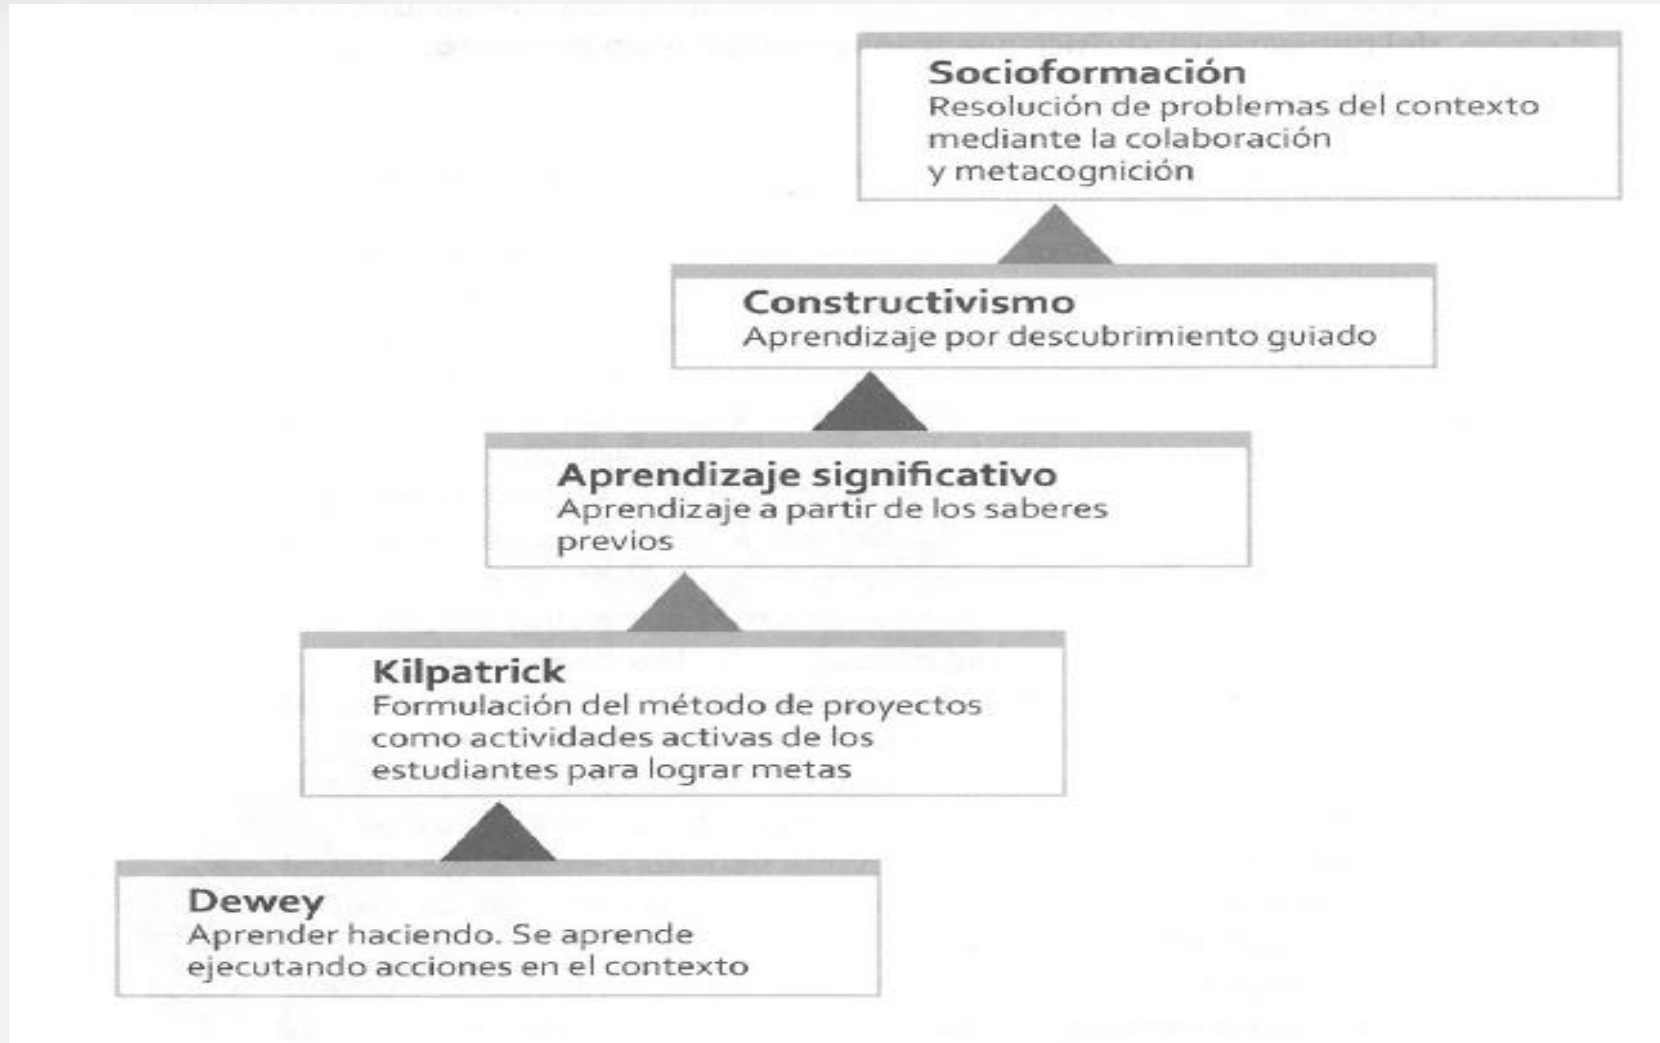 Socioformación
Resolución de problemas del contexto
mediante la colaboración
y metacognición
Constructivismo
Aprendizaje por descubrimiento guiado
Aprendizaje significativo
Aprendizaje a partir de los saberes
previos
Kilpatrick
Formulación del método de proyectos
como actividades activas de los
estudiantes para lograr metas
Dewey
Aprender haciendo. Se aprende
ejecutando acciones en el contexto